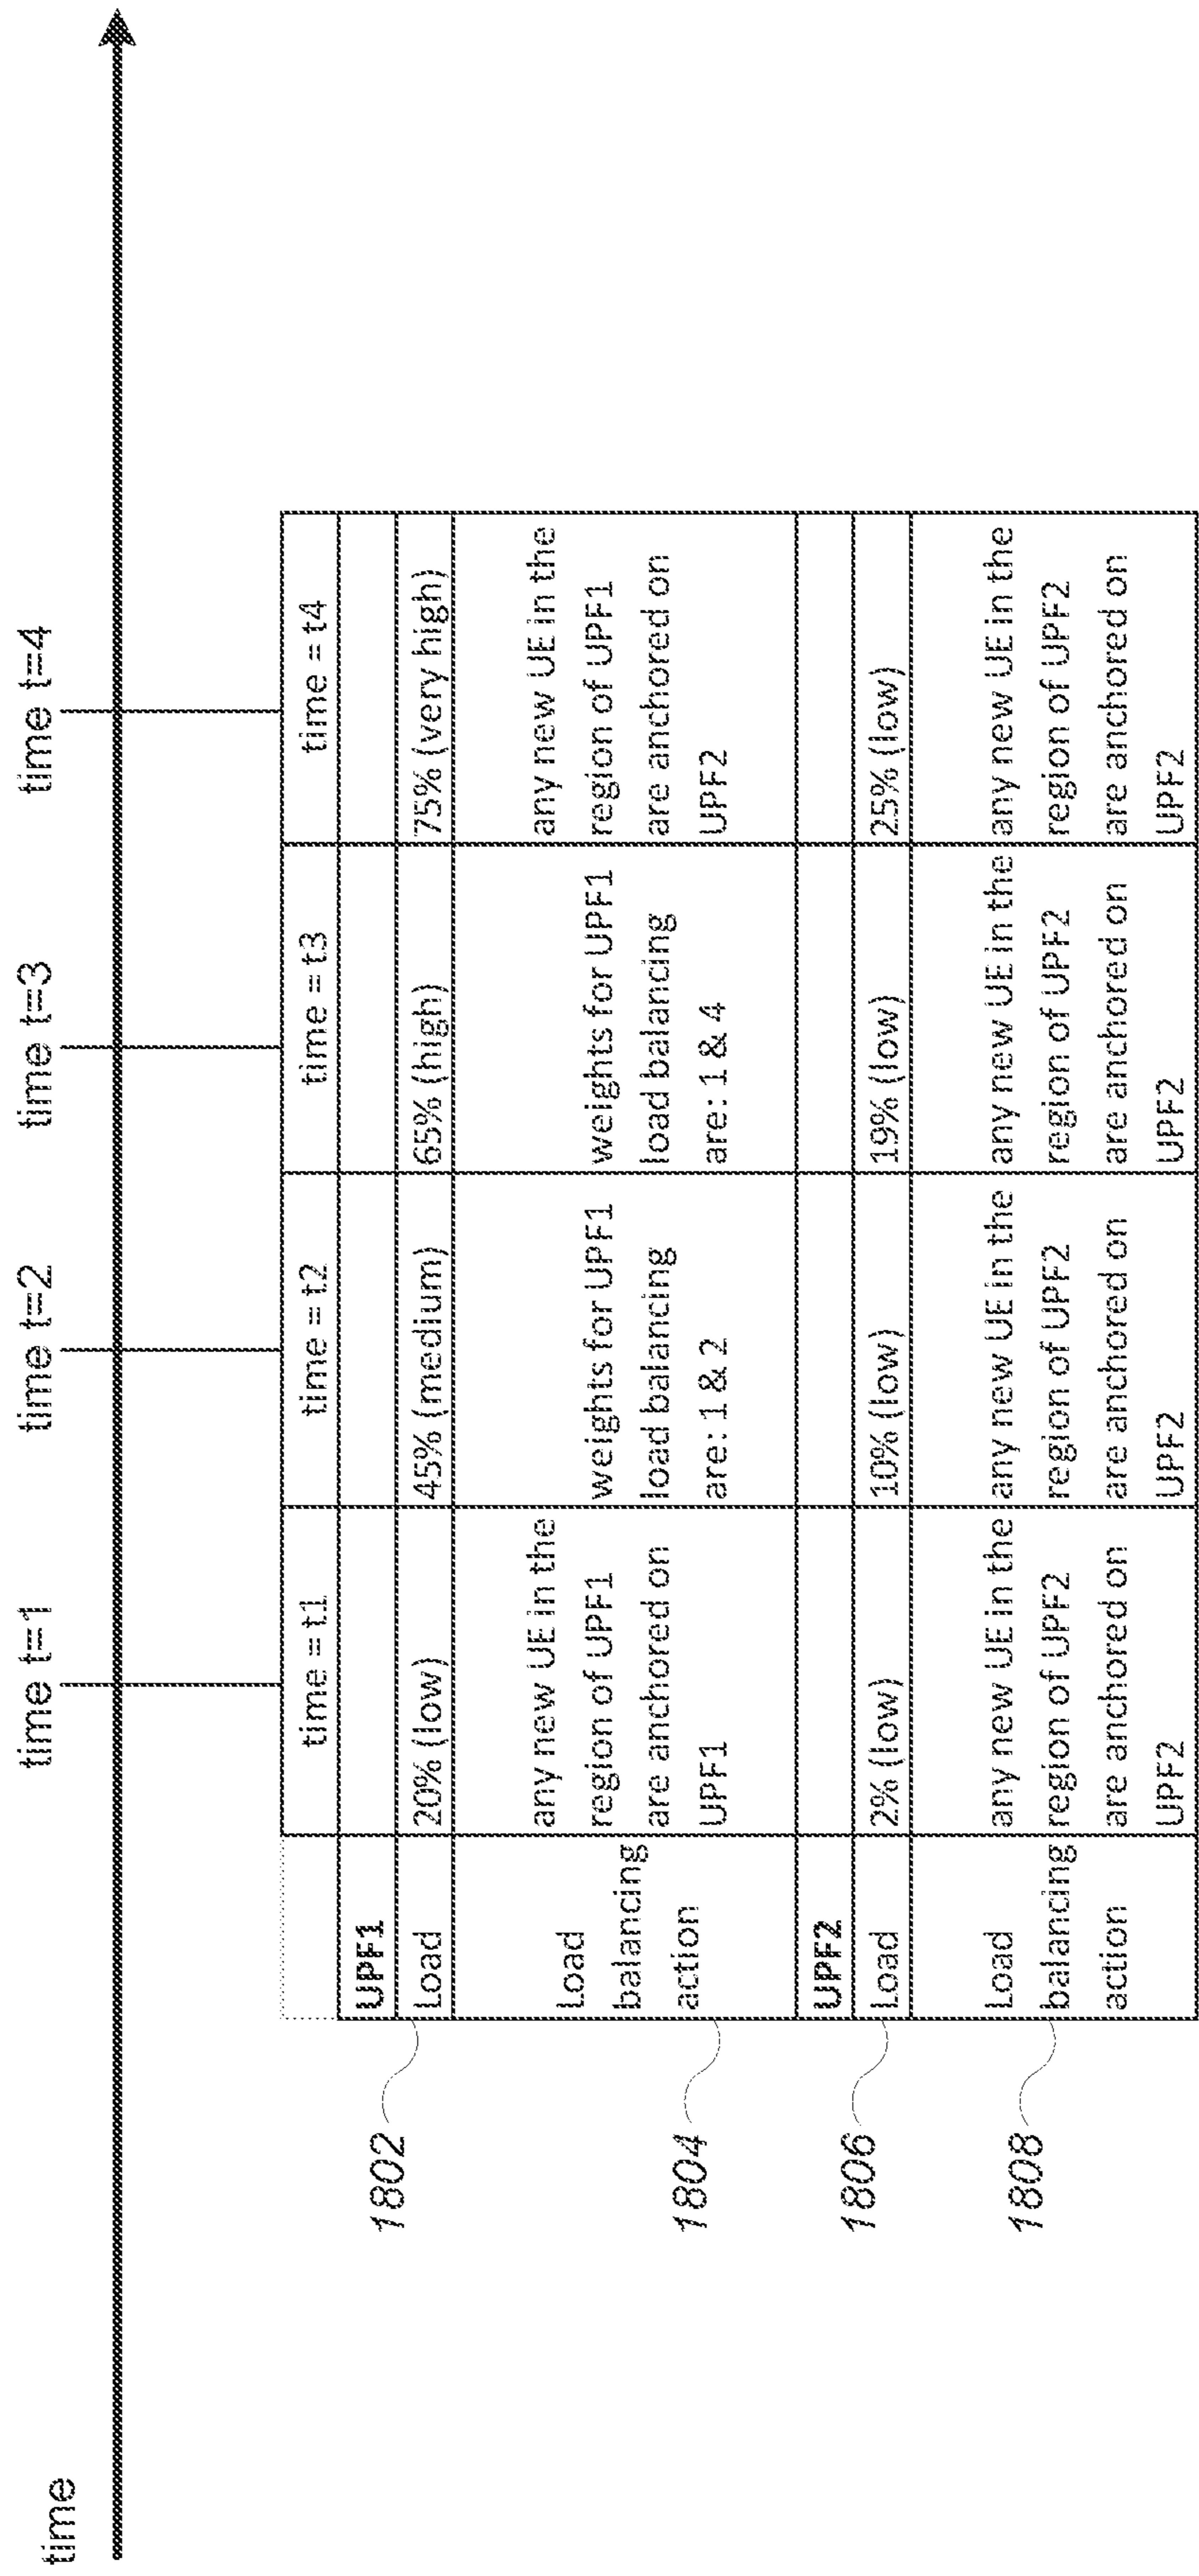 time
time t=1
time t=2
time t=3
time t=4
time = t1
time = t2
time = t3
time = t4
UPF1
1802
Load
20% (low)
45% (medium)
65% (high)
75% (very high)
1804
Load
balancing
action
any new UE in the
region of UPF1
are anchored on
UPF1
weights for UPF1
load balancing
are: 1 & 2
weights for UPF1
load balancing
are: 1 & 4
any new UE in the
region of UPF1
are anchored on
UPF2
UPF2
1806
Load
2% (low)
10% (low)
19% (low)
25% (low)
1808
Load
balancing
action
any new UE in the
region of UPF2
are anchored on
UPF2
any new UE in the
region of UPF2
are anchored on
UPF2
any new UE in the
region of UPF2
are anchored on
UPF2
any new UE in the
region of UPF2
are anchored on
UPF2